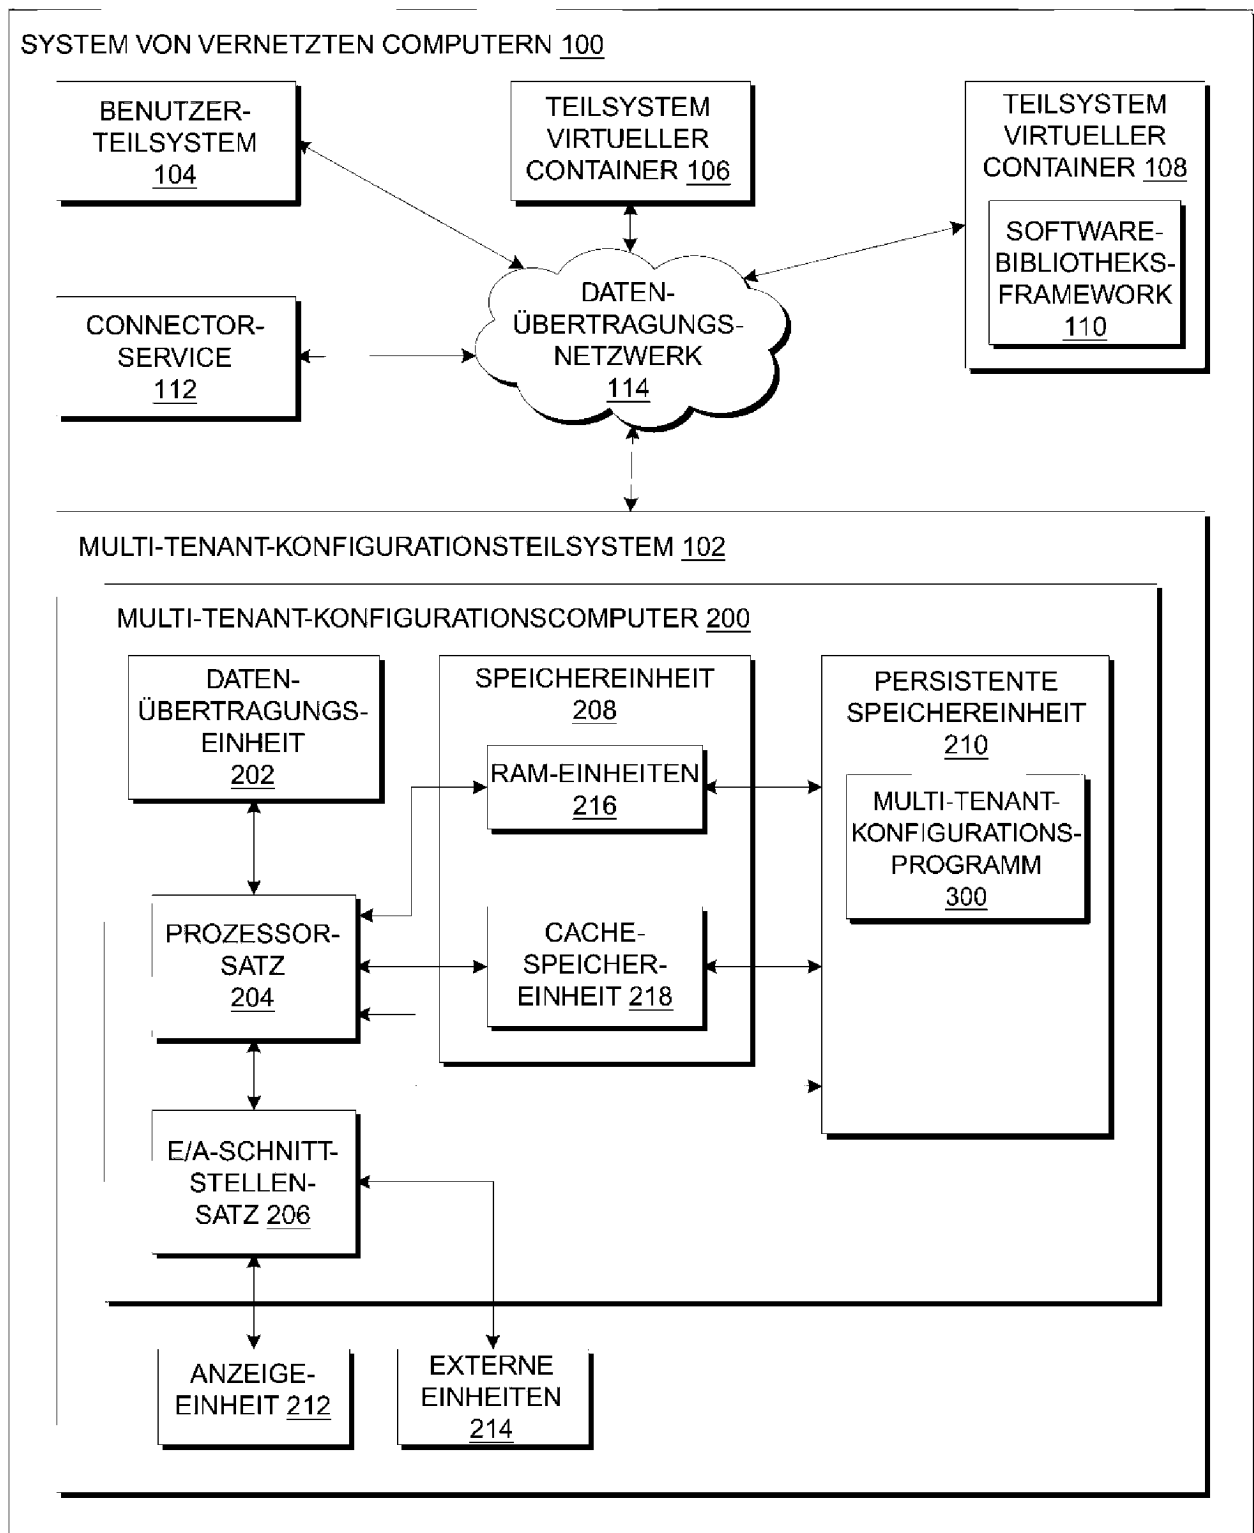 SYSTEM VON VERNETZTEN COMPUTERN 100
BENUTZER-
TEILSYSTEM
104
TEILSYSTEM
VIRTUELLER
CONTAINER 106
TEILSYSTEM
VIRTUELLER
CONTAINER 108
SOFTWARE-
BIBLIOTHEKS-
FRAMEWORK
110
CONNECTOR-
SERVICE
112
DATEN-
ÜBERTRAGUNGS-
NETZWERK
114
MULTI-TENANT-KONFIGURATIONSTEILSYSTEM 102
MULTI-TENANT-KONFIGURATIONSCOMPUTER 200
DATEN-
ÜBERTRAGUNGS-
EINHEIT
202
SPEICHEREINHEIT
208
RAM-EINHEITEN
216
PERSISTENTE
SPEICHEREINHEIT
210
MULTI-TENANT-
KONFIGURATIONS-
PROGRAMM
300
PROZESSOR-
SATZ
204
CACHE-
SPEICHER-
EINHEIT 218
E/A-SCHNITT-
STELLEN-
SATZ 206
ANZEIGE-
EINHEIT 212
EXTERNE
EINHEITEN
214